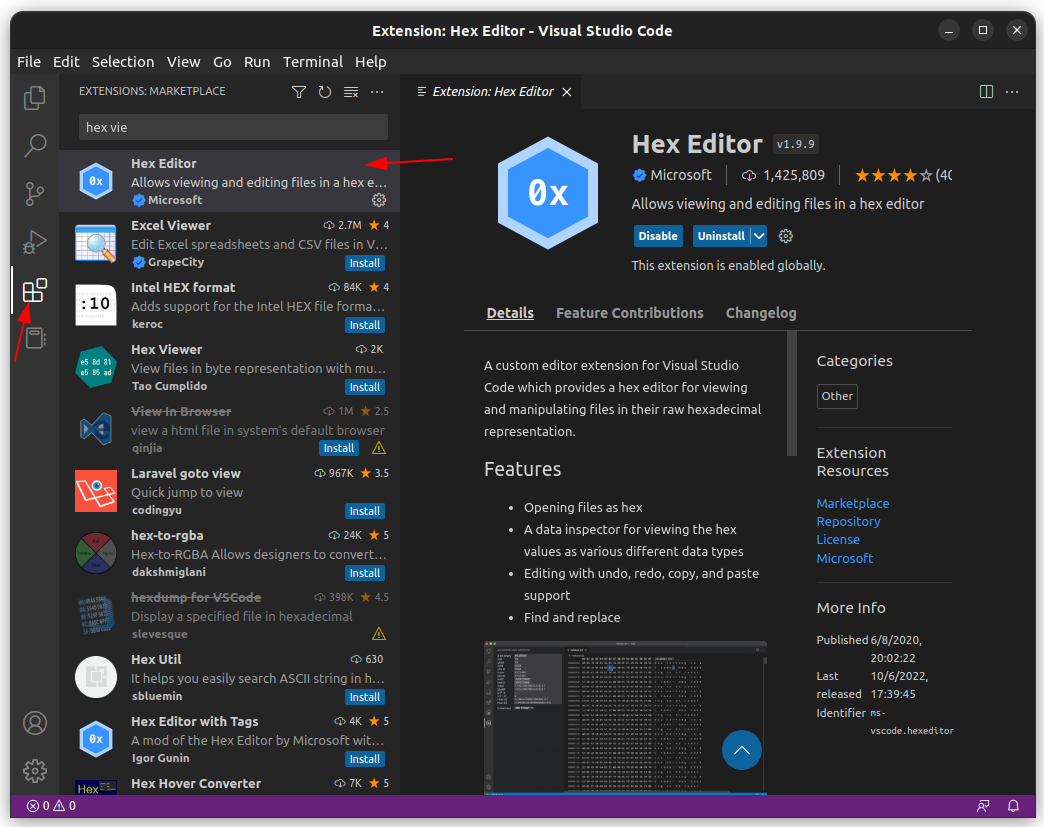 Extension: Hex Editor - Visual Studio Code
File Edit Selection View Go Run Terminal Help
EXTENSIONS: MARKETPLACE
hex vie
Hex Editor
Allows viewing and editing files in a hex e...
Microsoft
Excel Viewer 2.7M 4
Edit Excel spreadsheets and CSV files in V...
GrapeCity Install
:10
Intel HEX format 84K 4
Adds support for the Intel HEX file forma...
keroc Install
e5 8d 81
e5 85 ad
Hex Viewer 2K
View files in byte representation with mu...
Tao Cumplido Install
View In Browser 1M 2.5
view a html file in system's default browser
qinjia Install
Laravel goto view 967K 3.5
Quick jump to view
codingyu Install
hex-to-rgba 24K 5
Hex-to-RGBA Allows designers to convert...
dakshmiglani Install
hexdump for VSCode 398K 4.5
Display a specified file in hexadecimal
slevesque
Hex Util 630
It helps you easily search ASCII string in h...
sbluemin Install
0x
Hex Editor with Tags 4K 5
A mod of the Hex Editor by Microsoft wit...
Igor Gunin Install
Hex
Hex Hover Converter 7K 5
Extension: Hex Editor
0x
Hex Editor v1.9.9
Microsoft 1,425,809 (40
Allows viewing and editing files in a hex editor
Disable Uninstall
This extension is enabled globally.
Details Feature Contributions Changelog
A custom editor extension for Visual Studio
Code which provides a hex editor for viewing
and manipulating files in their raw hexadecimal
representation.
Features
• Opening files as hex
• A data inspector for viewing the hex
values as various different data types
• Editing with undo, redo, copy, and paste
support
• Find and replace
Categories
Other
Extension
Resources
Marketplace
Repository
License
Microsoft
More Info
Published 6/8/2020,
20:02:22
Last 10/6/2022,
released 17:39:45
Identifier ms-
vscode.hexeditor
0 0